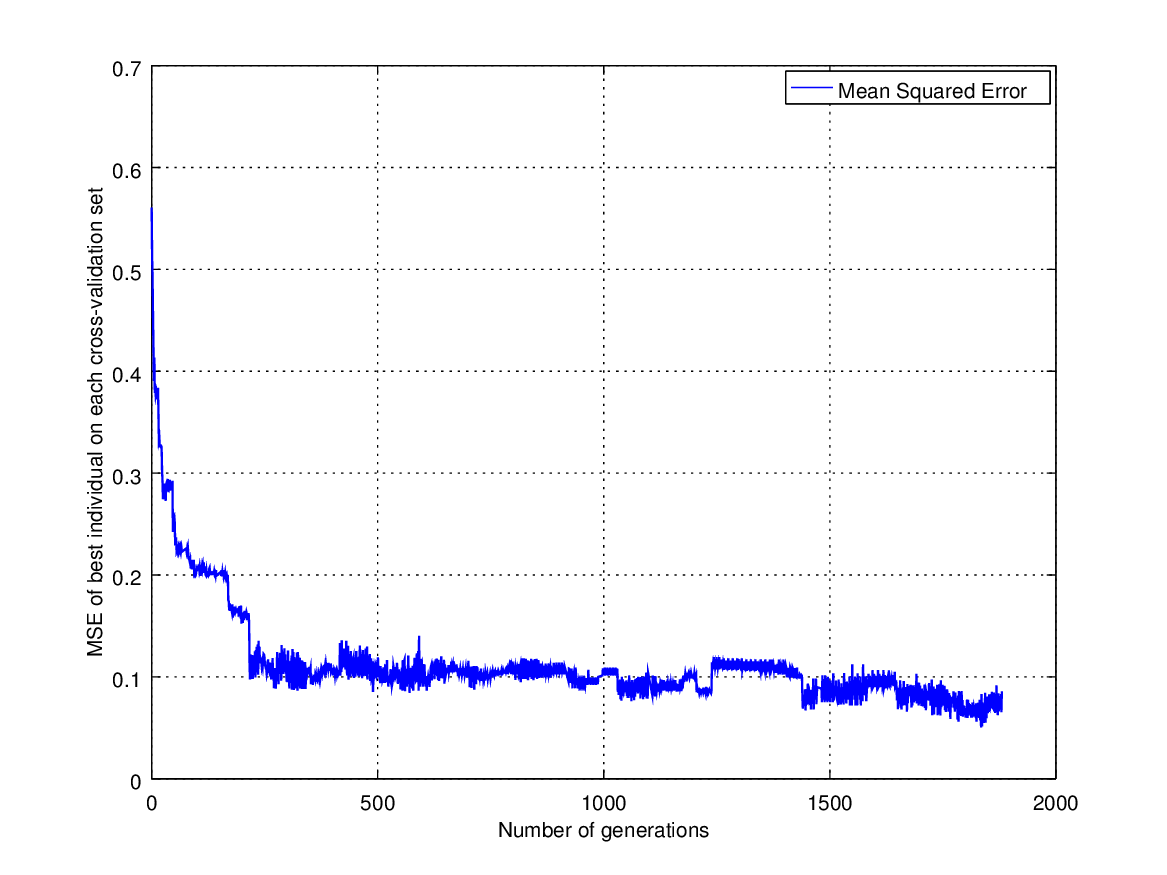 Mean Squared Error
MSE of best individual on each cross-validation set
0.7
0.6
0.5
0.4
0.3
0.2
0.1
0
0 500 1000 1500 2000
Number of generations